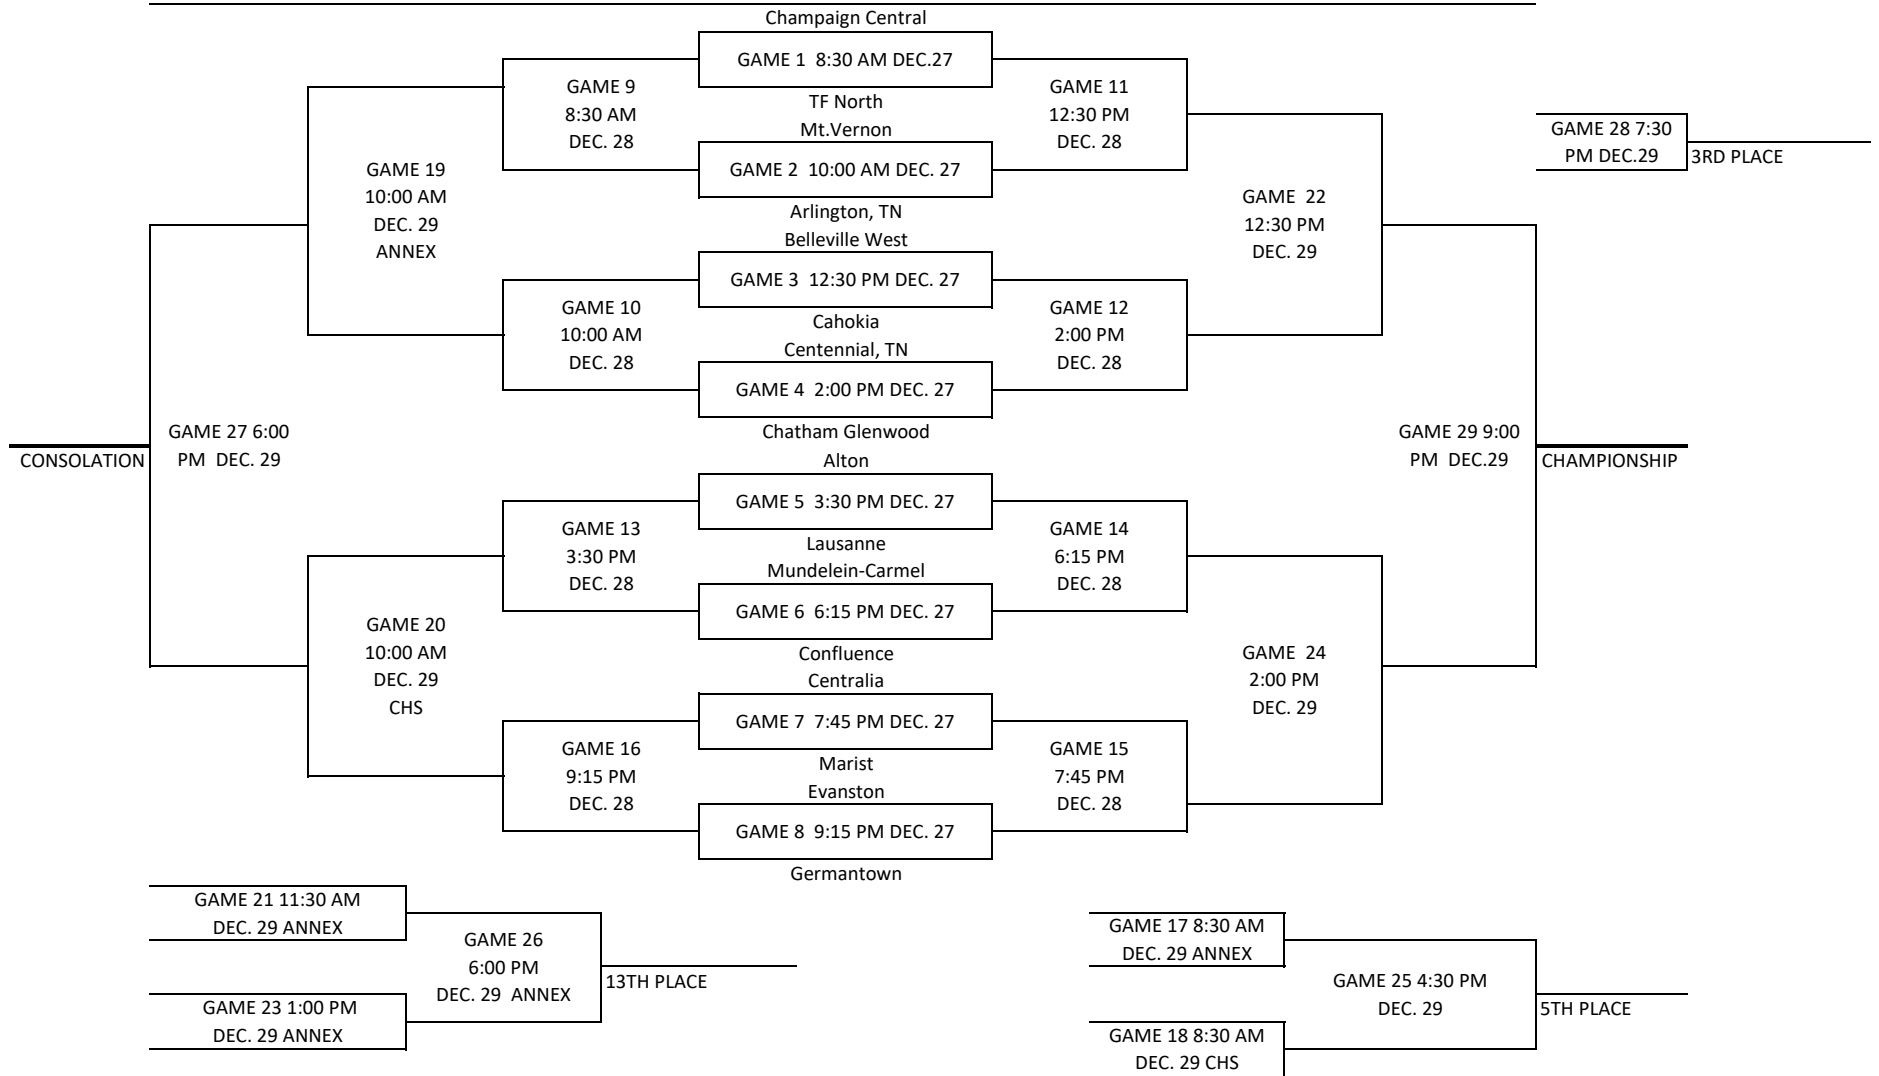 Champaign Central
GAME 1  8:30 AM DEC.27
GAME 9
8:30 AM
DEC. 28
GAME 11
12:30 PM
DEC. 28
TF North
Mt.Vernon
GAME 28 7:30
PM DEC.29
3RD PLACE
GAME 2  10:00 AM DEC. 27
GAME 19
10:00 AM
DEC. 29
ANNEX
GAME  22
12:30 PM
DEC. 29
Arlington, TN
Belleville West
GAME 3  12:30 PM DEC. 27
GAME 10
10:00 AM
DEC. 28
GAME 12
2:00 PM
DEC. 28
Cahokia
Centennial, TN
GAME 4  2:00 PM DEC. 27
Chatham Glenwood
GAME 27 6:00
PM  DEC. 29
CONSOLATION
GAME 29 9:00
PM  DEC.29
CHAMPIONSHIP
Alton
GAME 5  3:30 PM DEC. 27
GAME 13
3:30 PM
DEC. 28
GAME 14
6:15 PM
DEC. 28
Lausanne
Mundelein-Carmel
GAME 6  6:15 PM DEC. 27
GAME 20
10:00 AM
DEC. 29
CHS
GAME  24
2:00 PM
DEC. 29
Confluence
Centralia
GAME 7  7:45 PM DEC. 27
GAME 16
9:15 PM
DEC. 28
GAME 15
7:45 PM
DEC. 28
Marist
Evanston
GAME 8  9:15 PM DEC. 27
Germantown
GAME 21 11:30 AM
DEC. 29 ANNEX
GAME 26
6:00 PM
DEC. 29  ANNEX
13TH PLACE
GAME 23 1:00 PM
DEC. 29 ANNEX
GAME 17 8:30 AM
DEC. 29 ANNEX
GAME 25 4:30 PM
DEC. 29
5TH PLACE
GAME 18 8:30 AM
DEC. 29 CHS